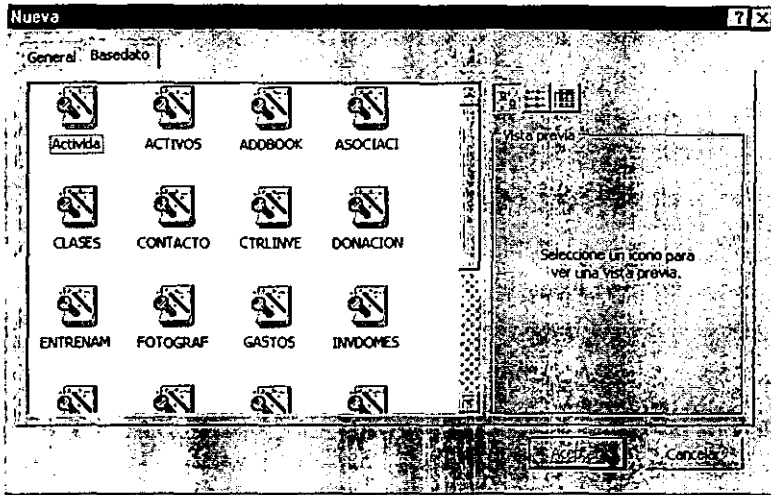 Nueva
General Basedato
Activida ACTIVOS ADDBOOK ASOCIACI
Vista previa
CLASES CONTACTO CTRLINVE DONACION
Seleccione un icono para
ver una vista previa.
ENTRENAM FOTOGRAF GASTOS INVDOMES
Cancelar